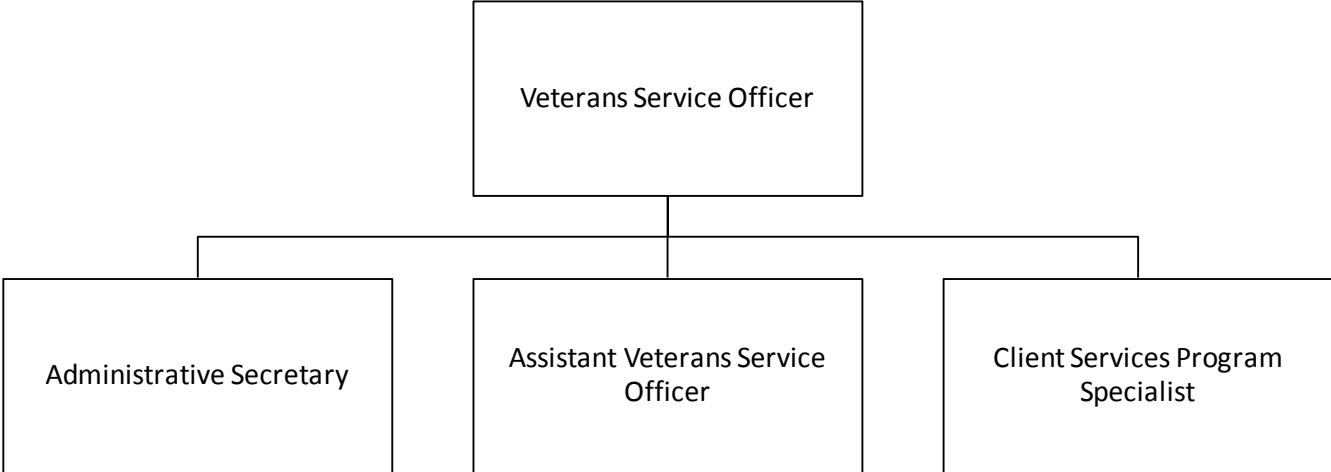 Veterans Service Officer
Administrative Secretary
Assistant Veterans Service
Officer
Client Services Program
Specialist